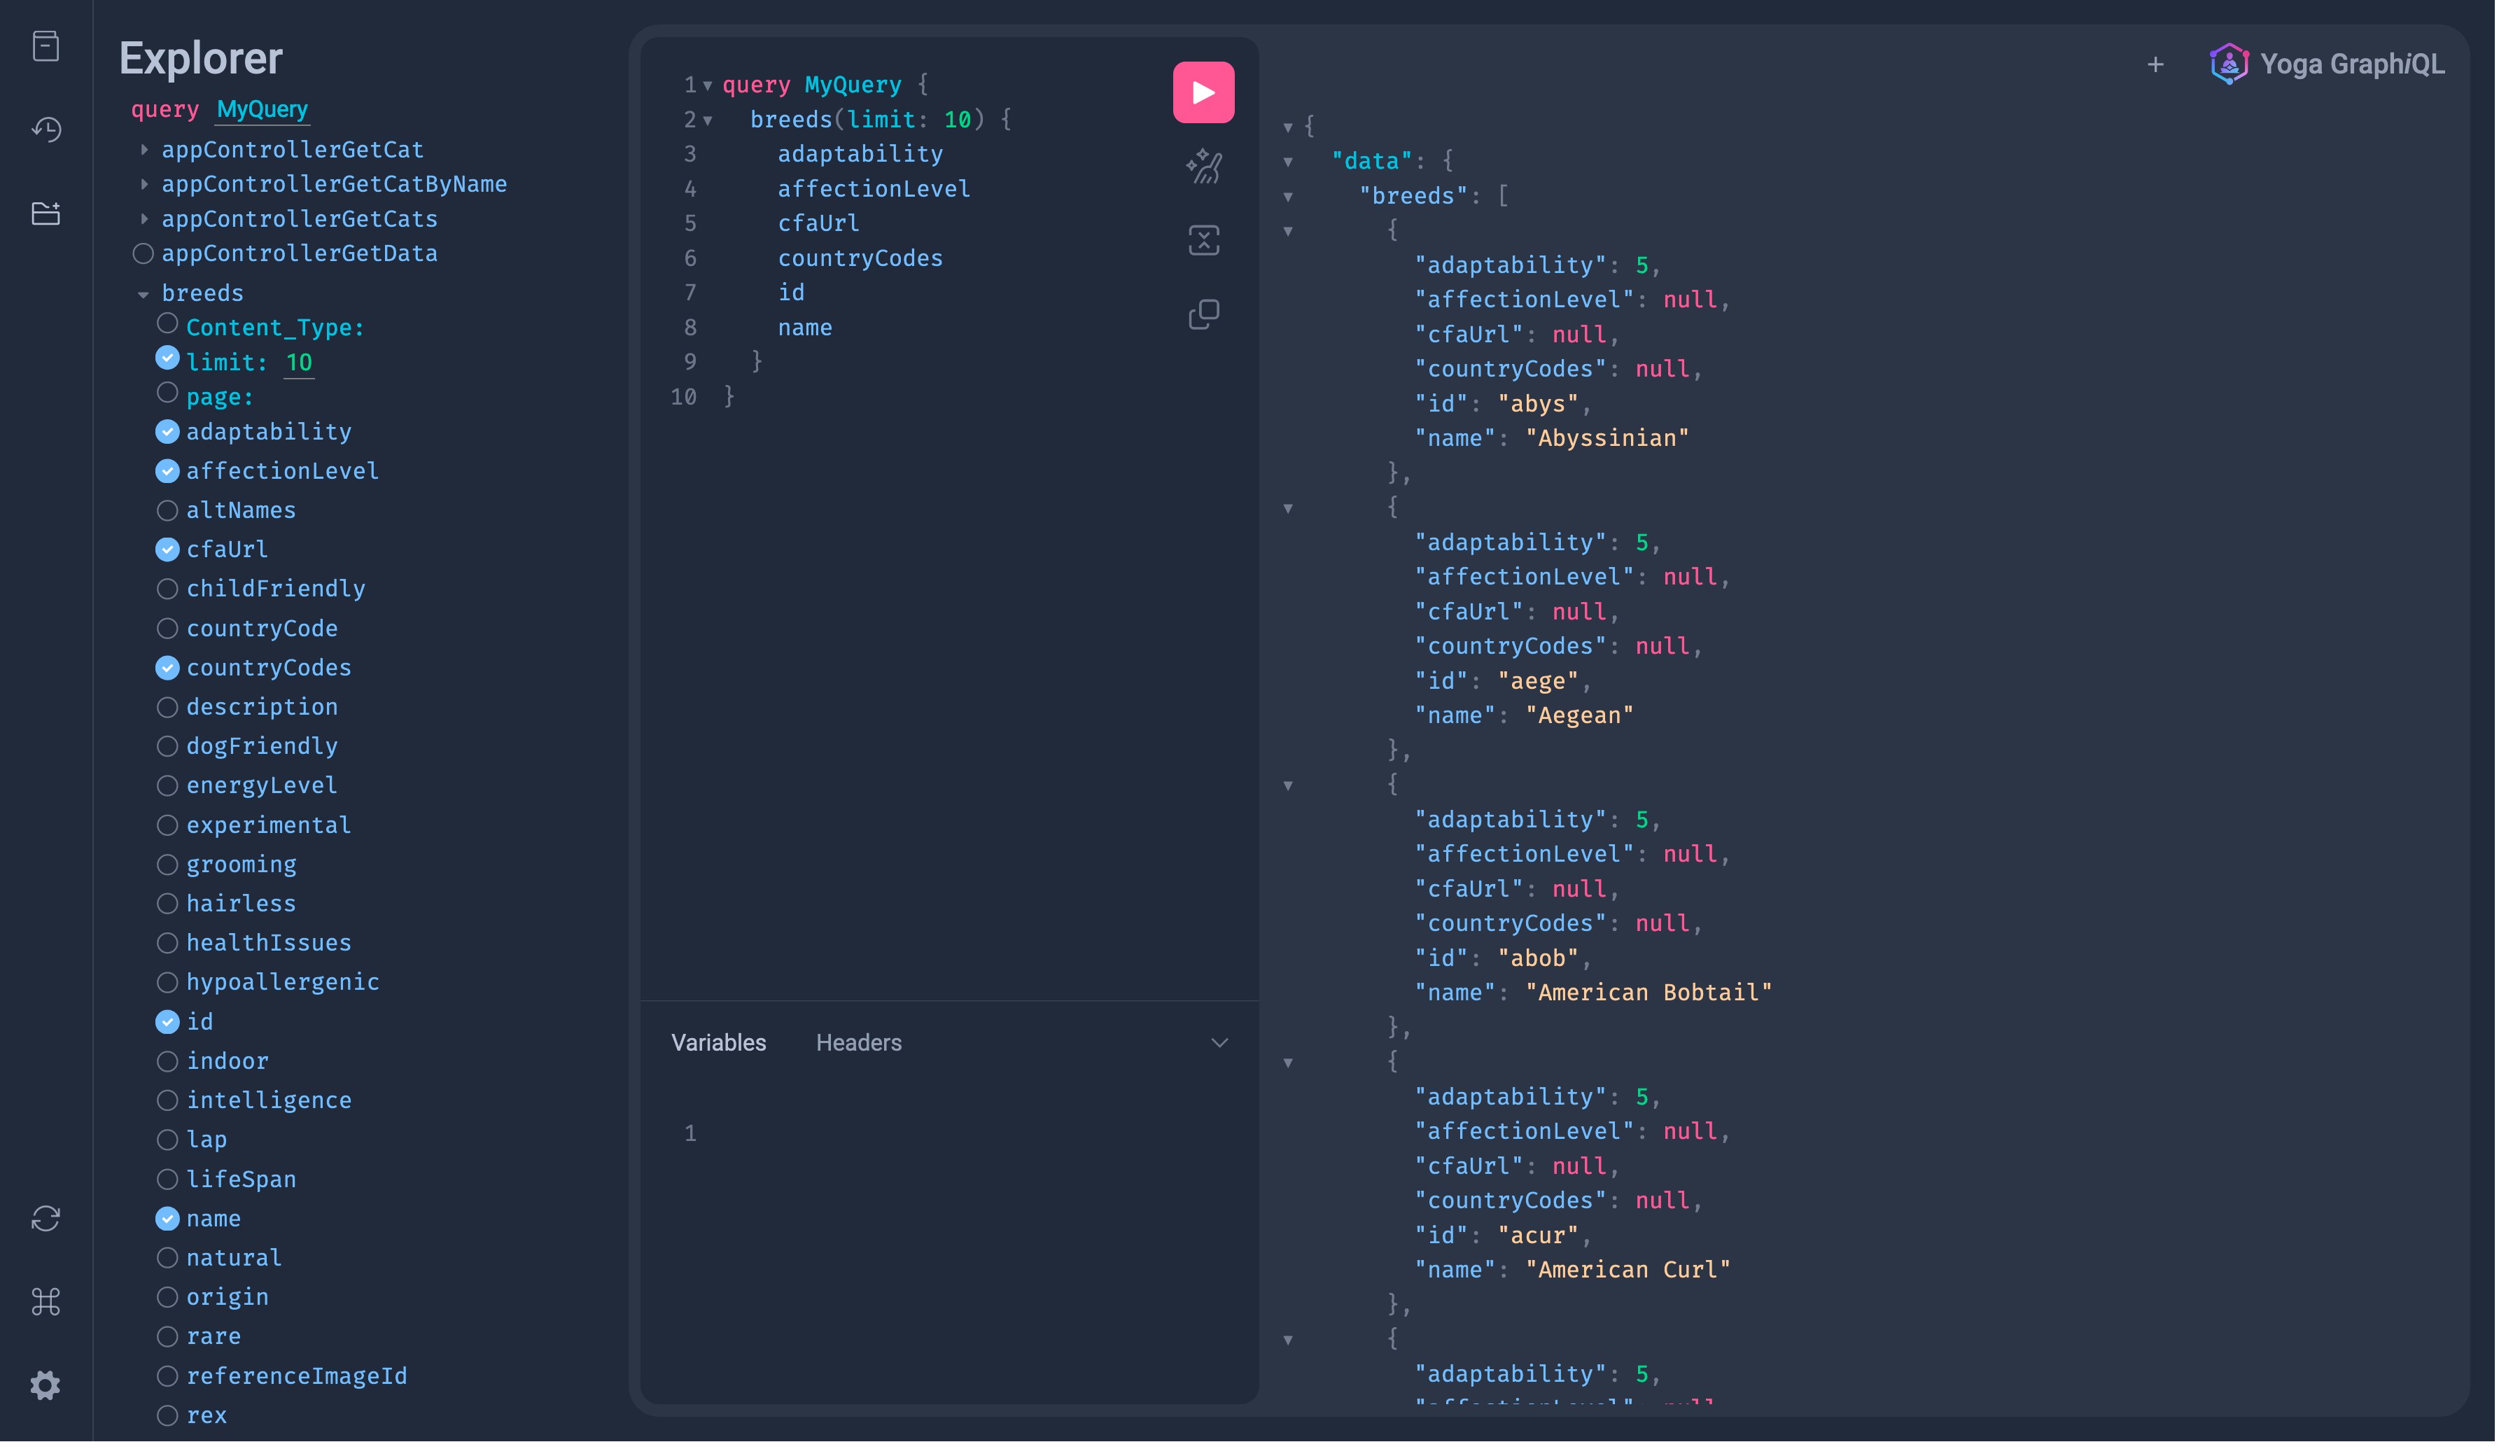 Explorer
query MyQuery
appControllerGetCat
appControllerGetCatByName
appControllerGetCats
appControllerGetData
breeds
Content_Type:
limit: 10
page:
adaptability
affectionLevel
altNames
cfaUrl
childFriendly
countryCode
countryCodes
description
dogFriendly
energyLevel
experimental
grooming
hairless
healthIssues
hypoallergenic
id
indoor
intelligence
lap
lifeSpan
name
natural
origin
rare
referenceImageId
rex
1 query MyQuery {
2 breeds(limit: 10) {
3 adaptability
4 affectionLevel
5 cfaUrl
6 countryCodes
7 id
8 name
9 }
10 }
Variables Headers
1
+ Yoga GraphiQL
{
"data": {
"breeds": [
{
"adaptability": 5,
"affectionLevel": null,
"cfaUrl": null,
"countryCodes": null,
"id": "abys",
"name": "Abyssinian"
},
{
"adaptability": 5,
"affectionLevel": null,
"cfaUrl": null,
"countryCodes": null,
"id": "aege",
"name": "Aegean"
},
{
"adaptability": 5,
"affectionLevel": null,
"cfaUrl": null,
"countryCodes": null,
"id": "abob",
"name": "American Bobtail"
},
{
"adaptability": 5,
"affectionLevel": null,
"cfaUrl": null,
"countryCodes": null,
"id": "acur",
"name": "American Curl"
},
{
"adaptability": 5,